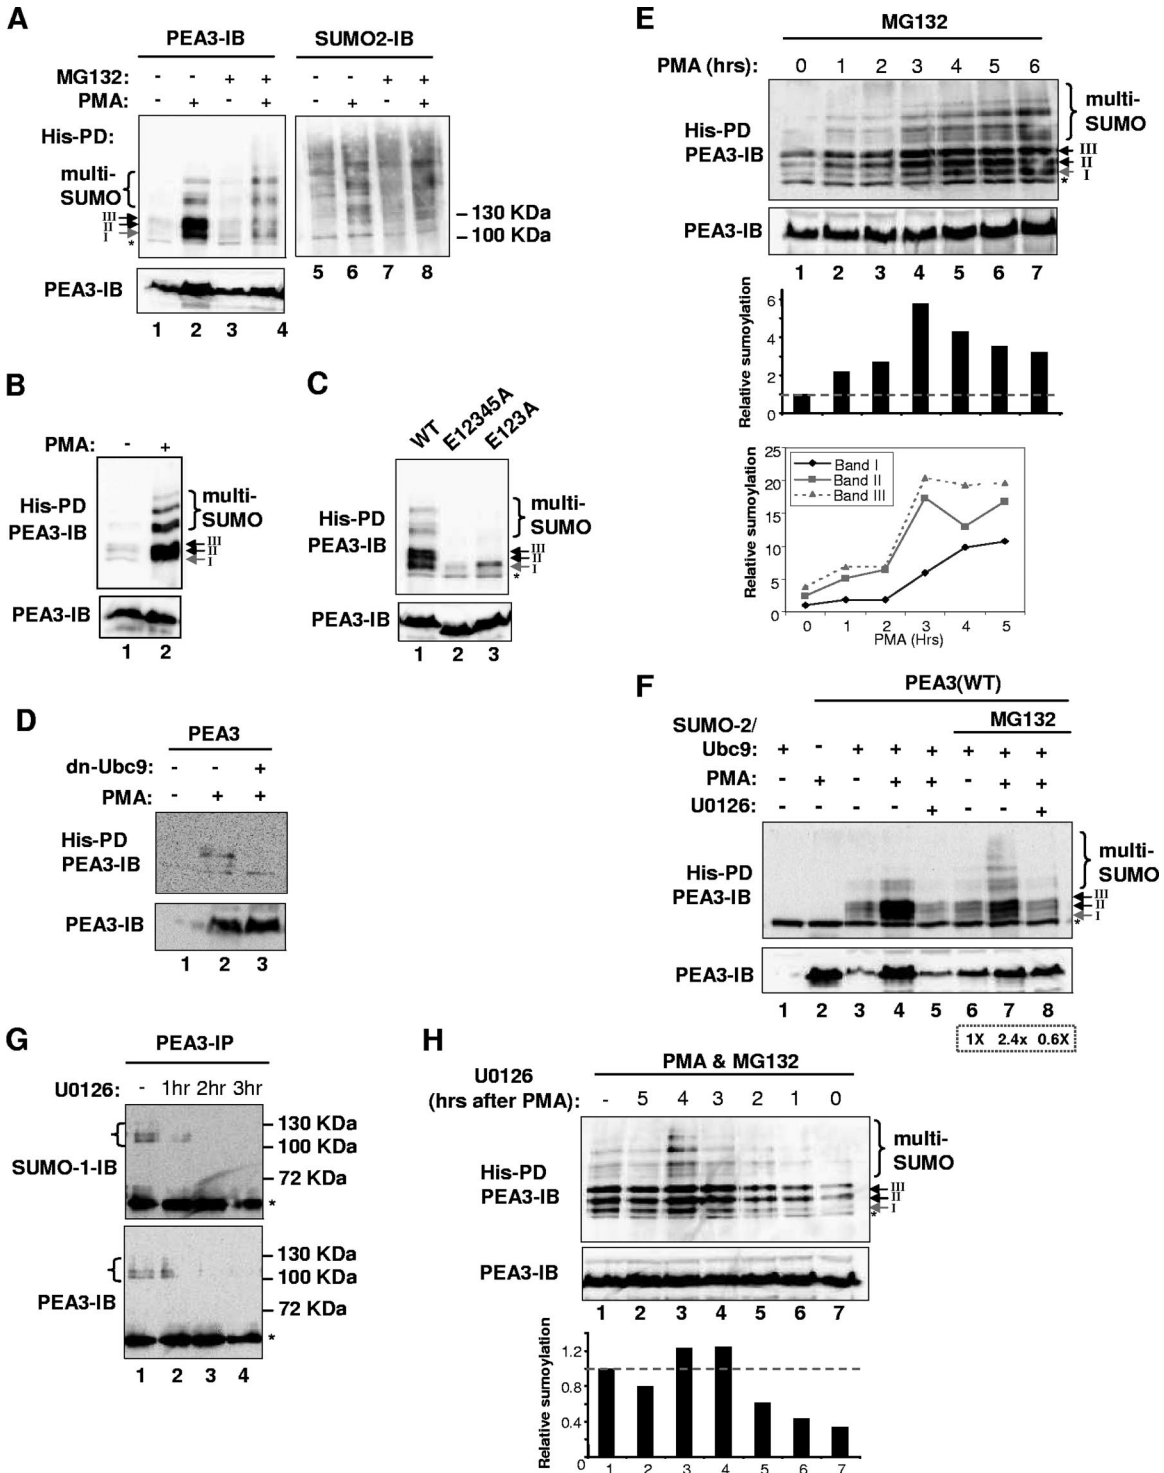 A
PEA3-IB
SUMO2-IB
MG132: - - + + - - + +
PMA: - + - + - + - +
His-PD:
multi-
SUMO
III
II
I
*
– 130 KDa
– 100 KDa
5 6 7 8
PEA3-IB
1 2 3 4
B
PMA: - +
His-PD
PEA3-IB
multi-
SUMO
III
II
I
PEA3-IB
1 2
C
WT E12345A E123A
His-PD
PEA3-IB
multi-
SUMO
III
II
I
*
PEA3-IB
1 2 3
D
PEA3
dn-Ubc9: - - +
PMA: - + +
His-PD
PEA3-IB
PEA3-IB
1 2 3
E
MG132
PMA (hrs): 0 1 2 3 4 5 6
His-PD
PEA3-IB
multi-
SUMO
III
II
I
*
PEA3-IB
1 2 3 4 5 6 7
Relative sumoylation
6
4
2
0
Relative sumoylation
25
20
15
10
5
0
Band I
Band II
Band III
0 1 2 3 4 5
PMA (Hrs)
F
PEA3(WT)
SUMO-2/
MG132
Ubc9: + - + + + + + +
PMA: - + - + + - + +
U0126: - - - - + - - +
His-PD
PEA3-IB
multi-
SUMO
III
II
I
*
PEA3-IB
1 2 3 4 5 6 7 8
1X 2.4x 0.6X
G
PEA3-IP
U0126: - 1hr 2hr 3hr
SUMO-1-IB
130 KDa
100 KDa
72 KDa
*
PEA3-IB
130 KDa
100 KDa
72 KDa
*
1 2 3 4
H
PMA & MG132
U0126
(hrs after PMA): - 5 4 3 2 1 0
His-PD
PEA3-IB
multi-
SUMO
III
II
I
*
PEA3-IB
1 2 3 4 5 6 7
Relative sumoylation
1.2
0.8
0.4
0
1 2 3 4 5 6 7